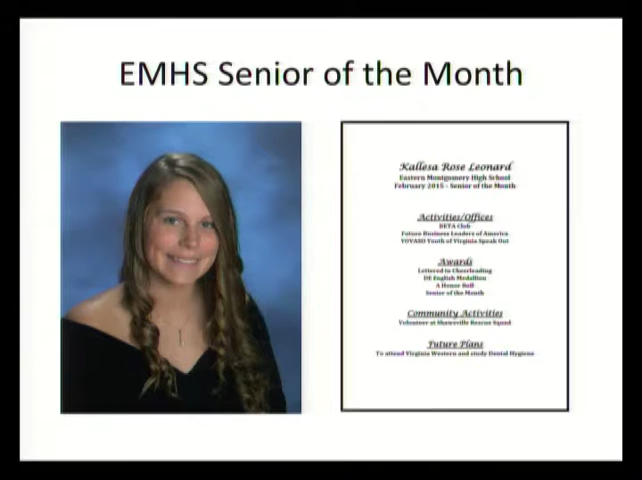 EMHS Senior of the Month
Kallesa Rose Leonard
Eastern Montgomery High School
February 2015 - Senior of the Month
Activities/Offices
BETA Club
Future Business Leaders of America
YOVASO Youth of Virginia Speak Out
Awards
Lettered in Cheerleading
DE English Medallion
A Honor Roll
Senior of the Month
Community Activities
Volunteer at Shawsville Rescue Squad
Future Plans
To attend Virginia Western and study Dental Hygiene